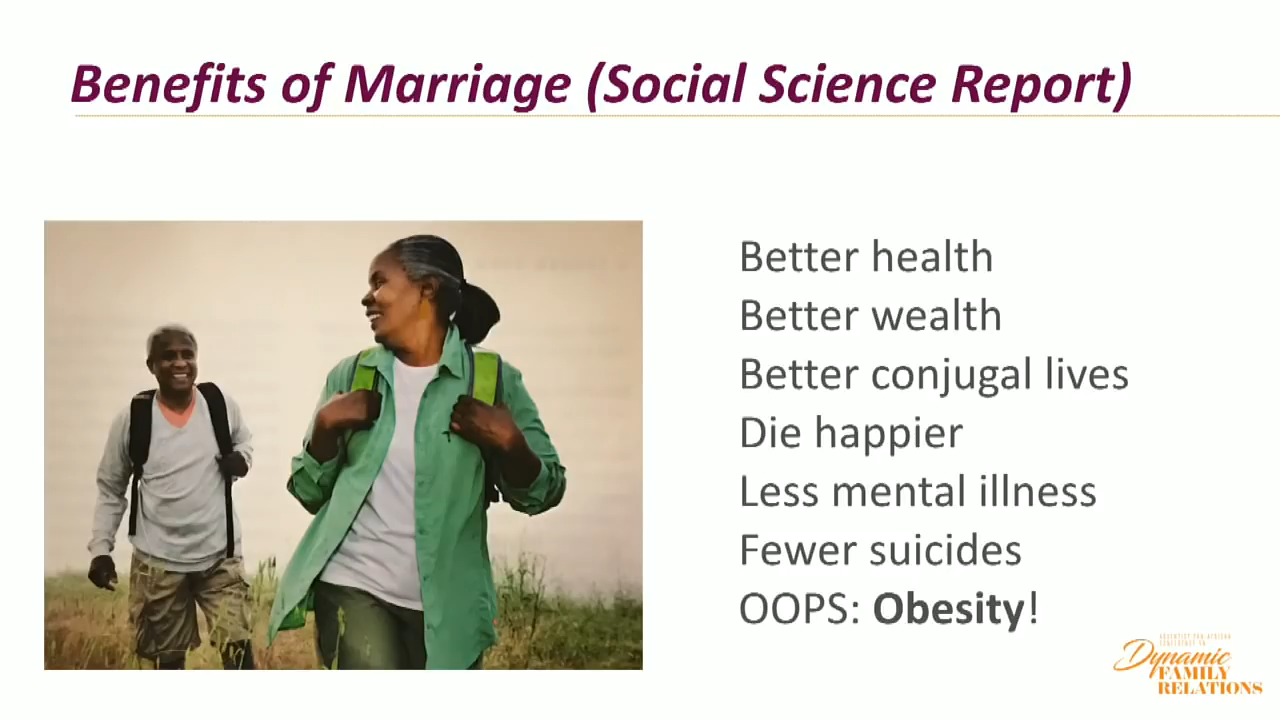 Benefits of Marriage (Social Science Report)
Better health
Better wealth
Better conjugal lives
Die happier
Less mental illness
Fewer suicides
OOPS: Obesity!
Dynamic
FAMILY
RELATIONS